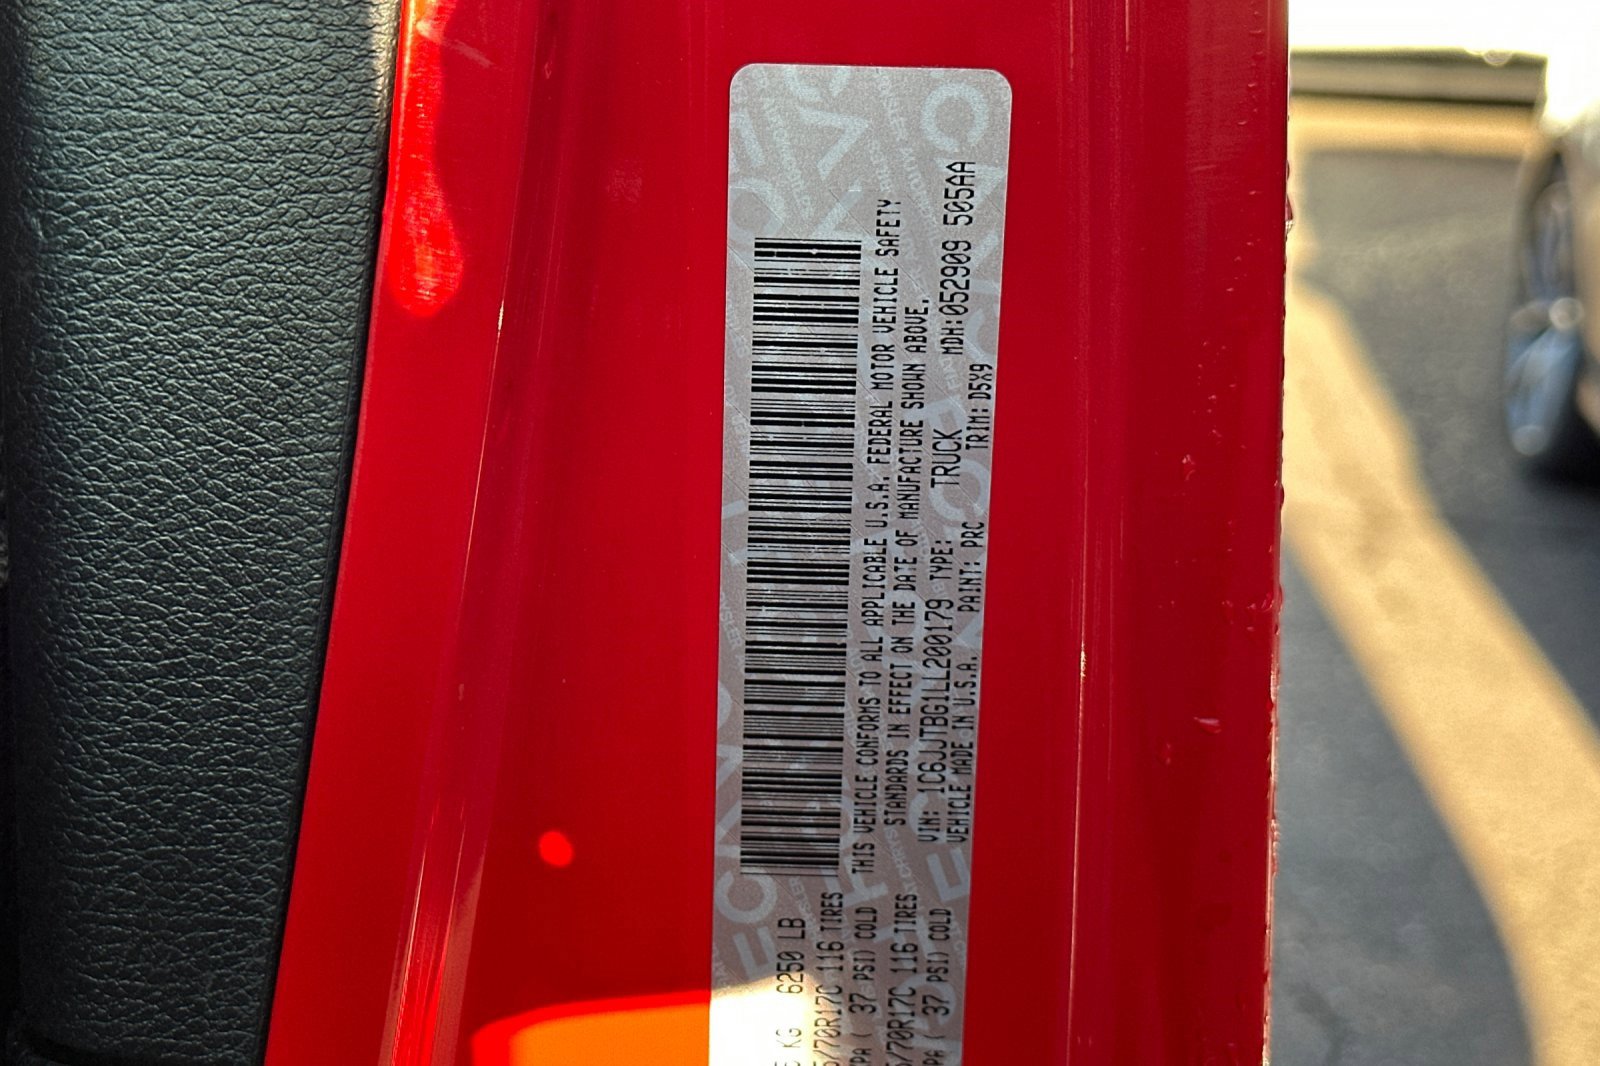 6250 LB
/70R17C 116 TIRES
37 PSI) COLD
/70R17C 116 TIRES
37 PSI) COLD
THIS VEHICLE CONFORMS TO ALL APPLICABLE U.S.A. FEDERAL MOTOR VEHICLE SAFETY
STANDARDS IN EFFECT ON THE DATE OF MANUFACTURE SHOWN ABOVE.
VIN: 1C6JJTBG1LL200179 TYPE: TRUCK MDH:052909 505AA
VEHICLE MADE IN U.S.A. PAINT: PRC TRIM: D5X9